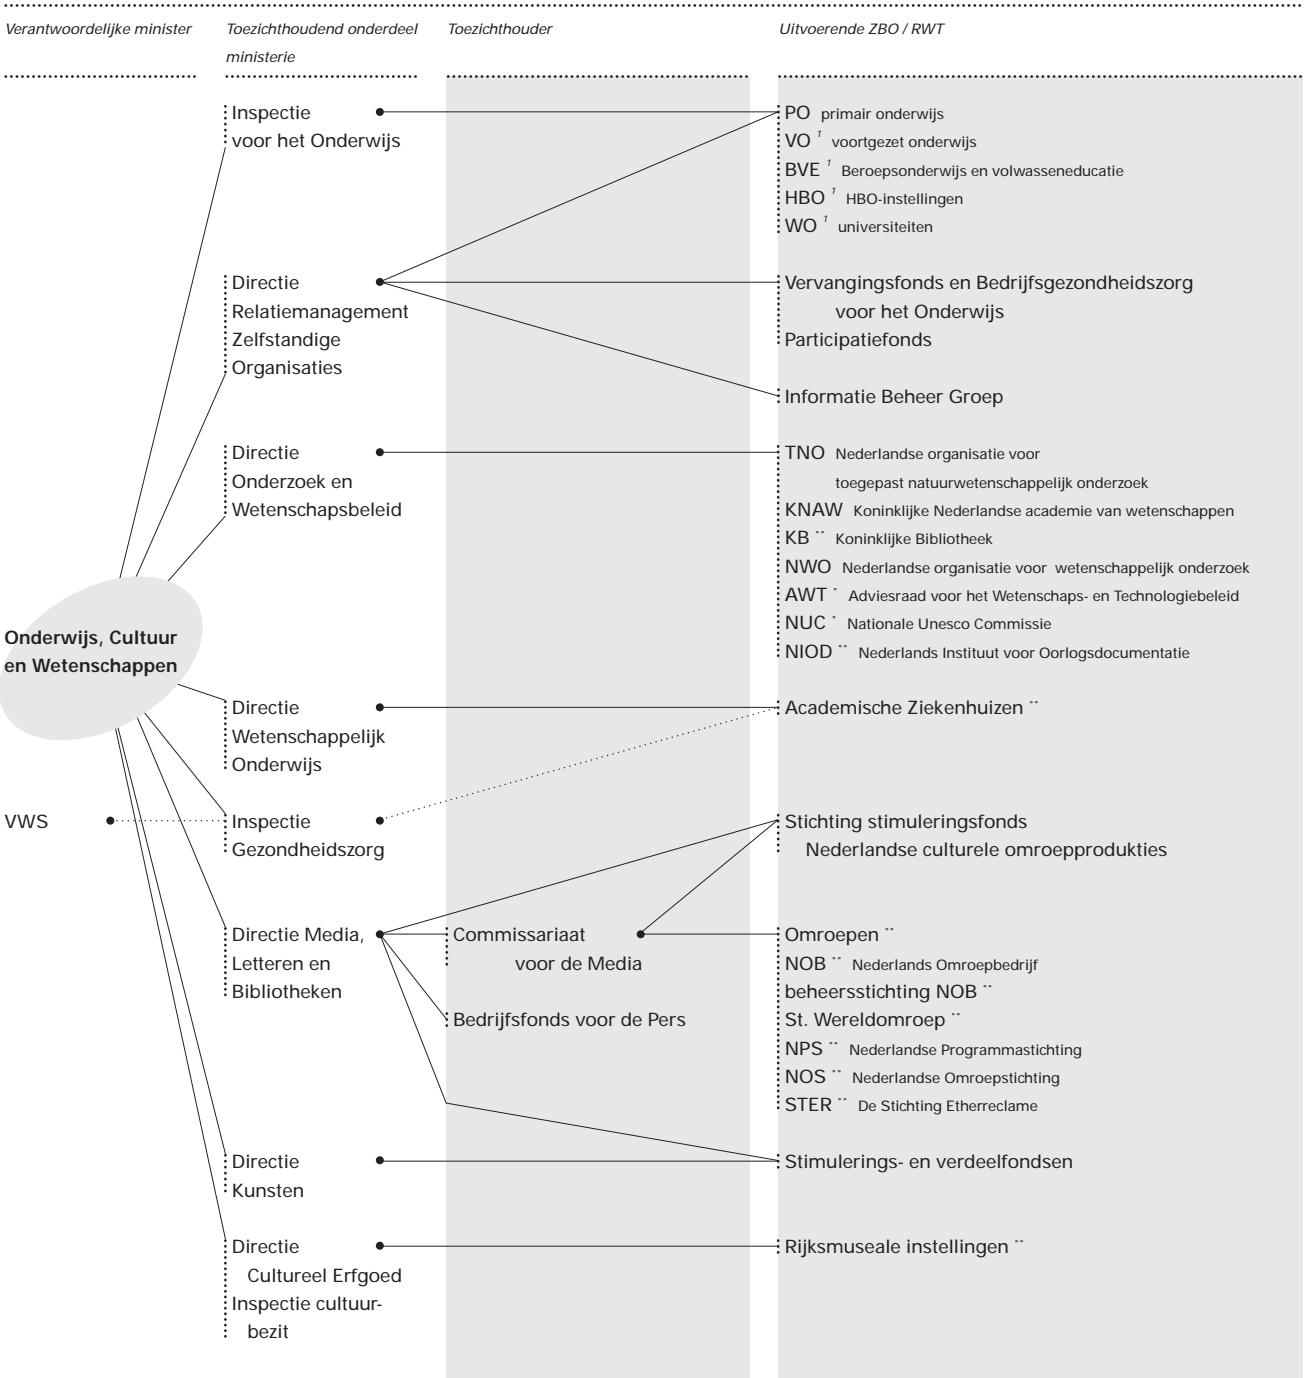 Verantwoordelijke minister
Toezichthoudend onderdeel
ministerie
Toezichthouder
Uitvoerende ZBO / RWT
Inspectie
voor het Onderwijs
PO primair onderwijs
VO 1 voortgezet onderwijs
BVE 1 Beroepsonderwijs en volwasseneducatie
HBO 1 HBO-instellingen
WO 1 universiteiten
Directie
Relatiemanagement
Zelfstandige
Organisaties
Vervangingsfonds en Bedrijfsgezondheidszorg
voor het Onderwijs
Participatiefonds
Informatie Beheer Groep
Directie
Onderzoek en
Wetenschapsbeleid
TNO Nederlandse organisatie voor
toegepast natuurwetenschappelijk onderzoek
KNAW Koninklijke Nederlandse academie van wetenschappen
KB ** Koninklijke Bibliotheek
NWO Nederlandse organisatie voor wetenschappelijk onderzoek
AWT * Adviesraad voor het Wetenschaps- en Technologiebeleid
NUC * Nationale Unesco Commissie
NIOD ** Nederlands Instituut voor Oorlogsdocumentatie
Onderwijs, Cultuur
en Wetenschappen
Directie
Wetenschappelijk
Onderwijs
Academische Ziekenhuizen **
VWS
Inspectie
Gezondheidszorg
Stichting stimuleringsfonds
Nederlandse culturele omroepprodukties
Directie Media,
Letteren en
Bibliotheken
Commissariaat
voor de Media
Bedrijfsfonds voor de Pers
Omroepen **
NOB ** Nederlands Omroepbedrijf
beheersstichting NOB **
St. Wereldomroep **
NPS ** Nederlandse Programmastichting
NOS ** Nederlandse Omroepstichting
STER ** De Stichting Etherreclame
Directie
Kunsten
Stimulerings- en verdeelfondsen
Directie
Cultureel Erfgoed
Inspectie cultuur-
bezit
Rijksmuseale instellingen **